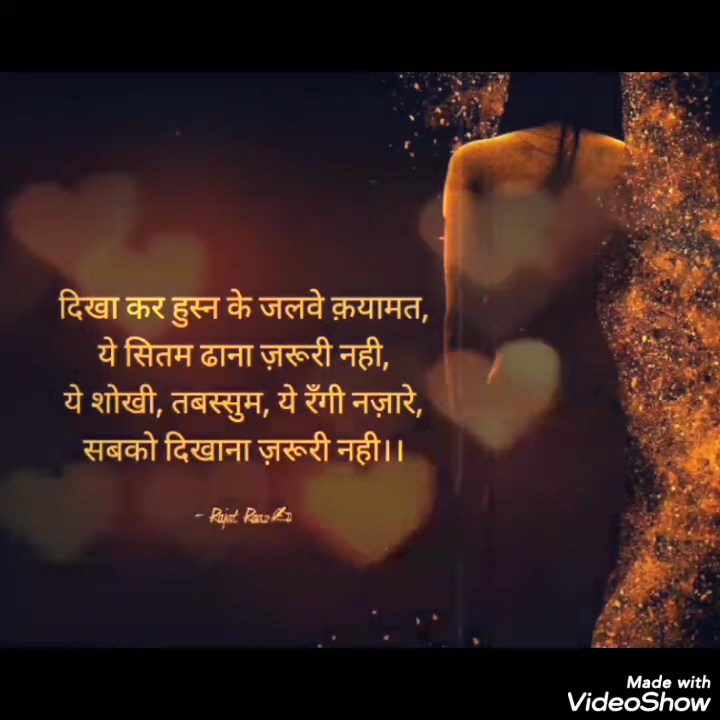 दिखा कर हुस्न के जलवे क़यामत,
ये सितम ढाना ज़रूरी नही,
ये शोखी, तबस्सुम, ये रँगी नज़ारे,
सबको दिखाना ज़रूरी नही।।
- Rajat Raaz✍
Made with
VideoShow